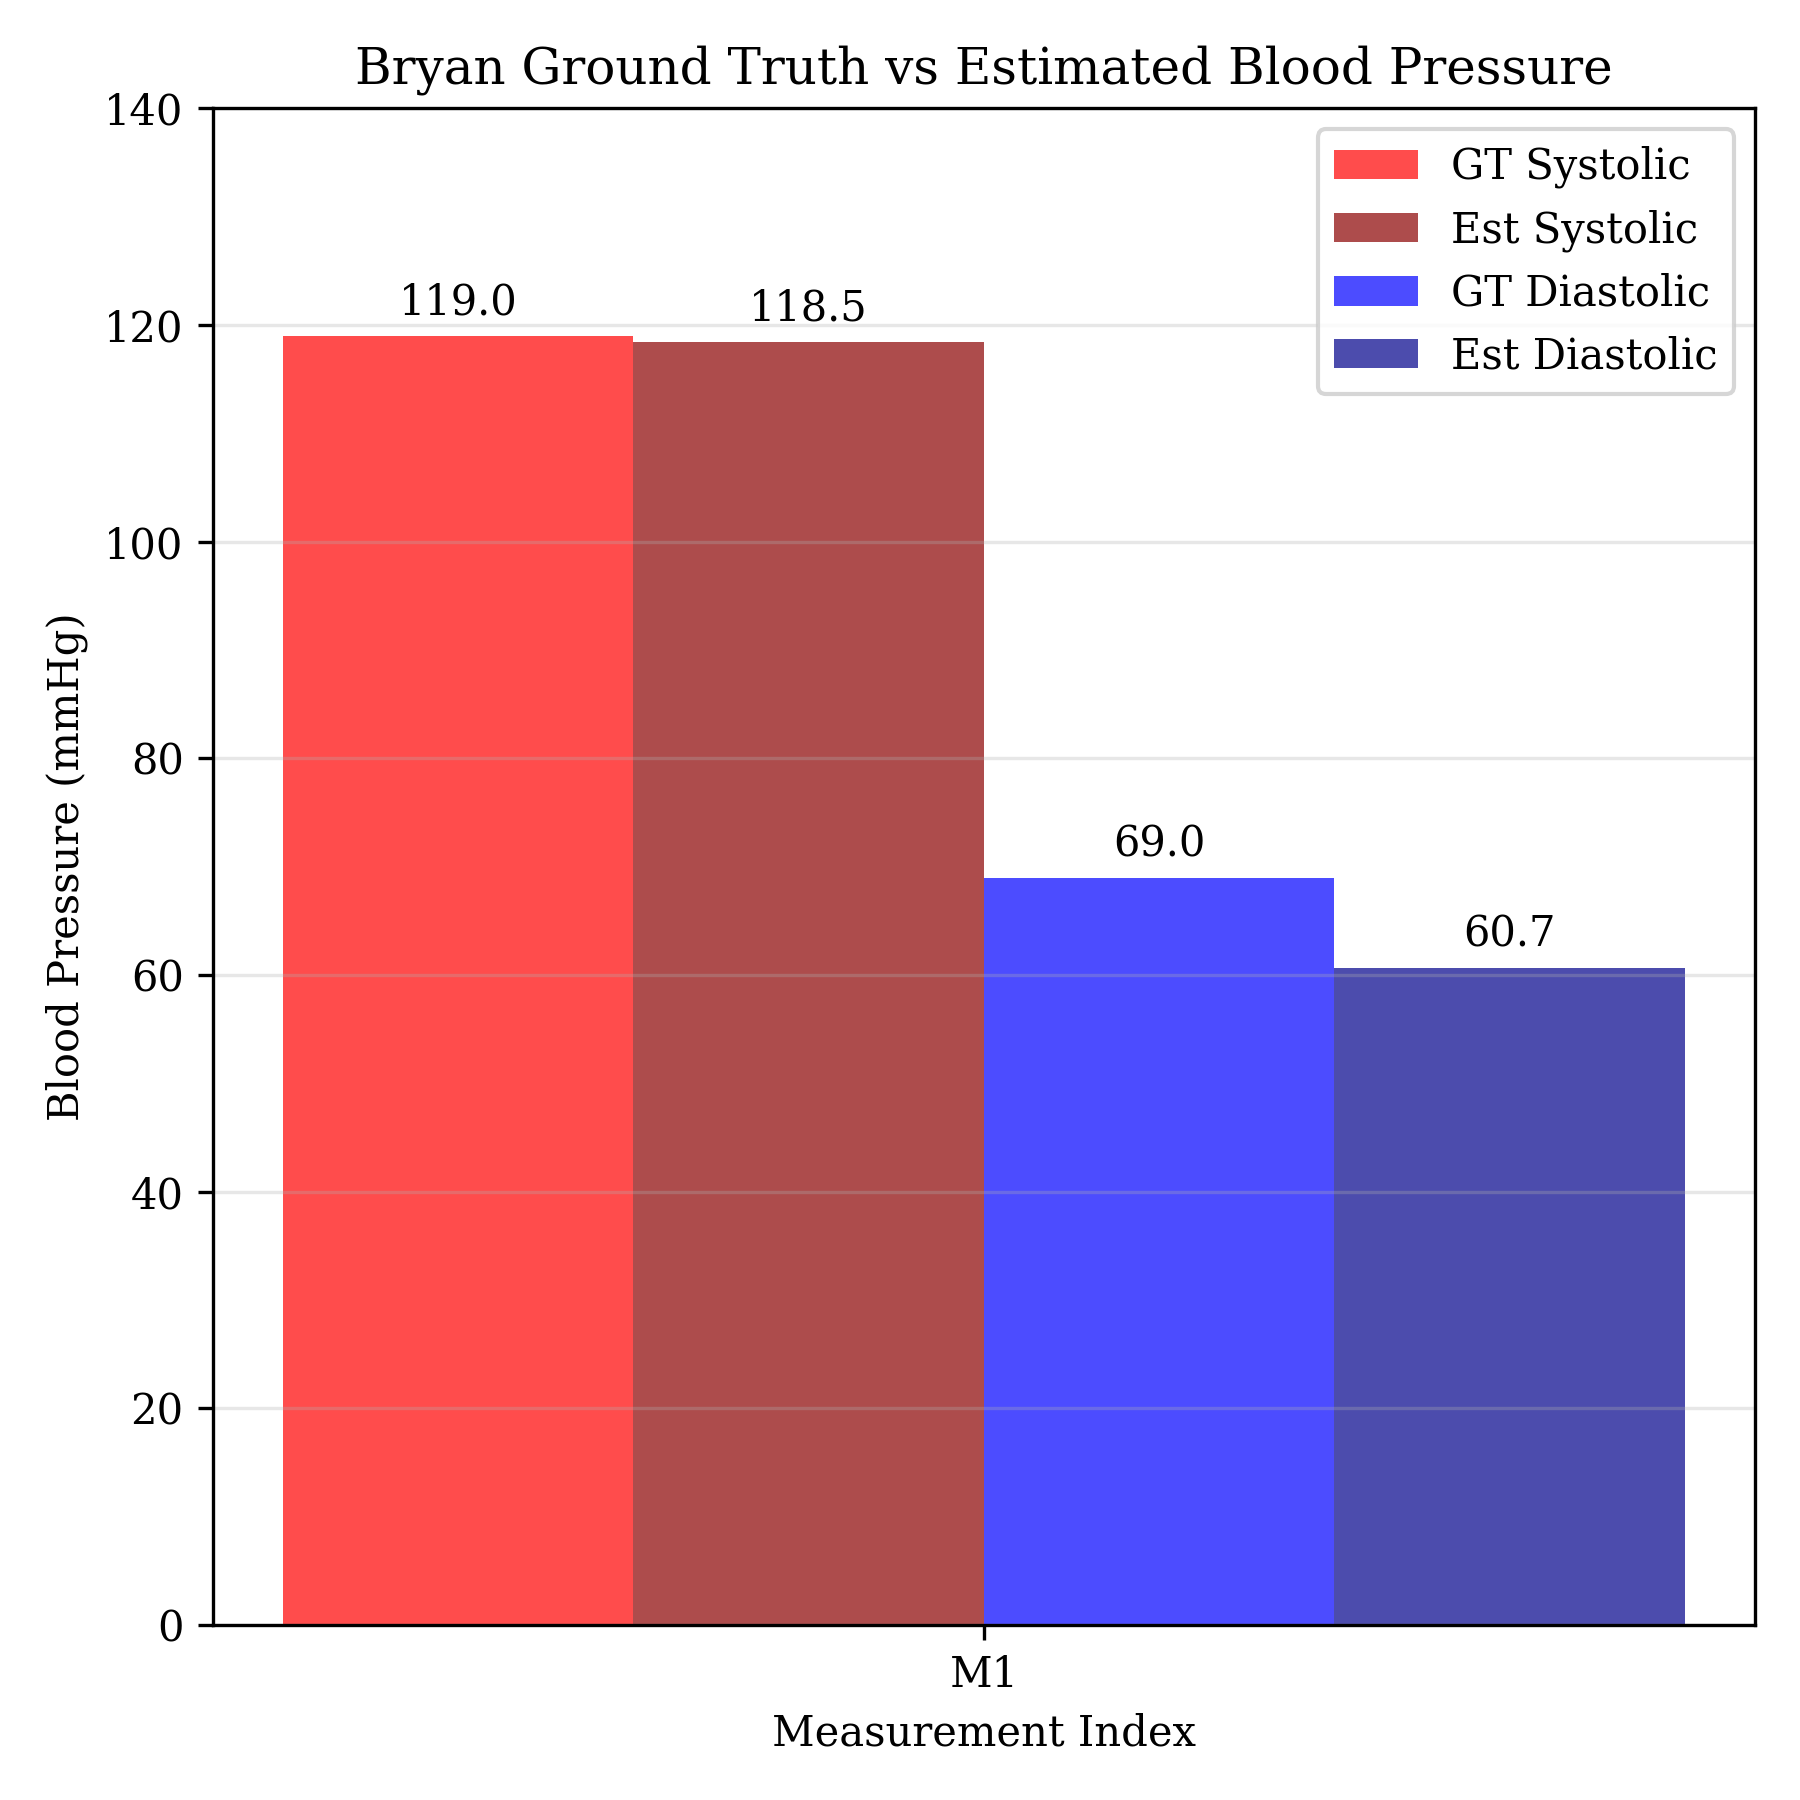 Bryan Ground Truth vs Estimated Blood Pressure
140
120
100
80
60
40
20
0
Blood Pressure (mmHg)
GT Systolic
Est Systolic
GT Diastolic
Est Diastolic
119.0
118.5
69.0
60.7
M1
Measurement Index